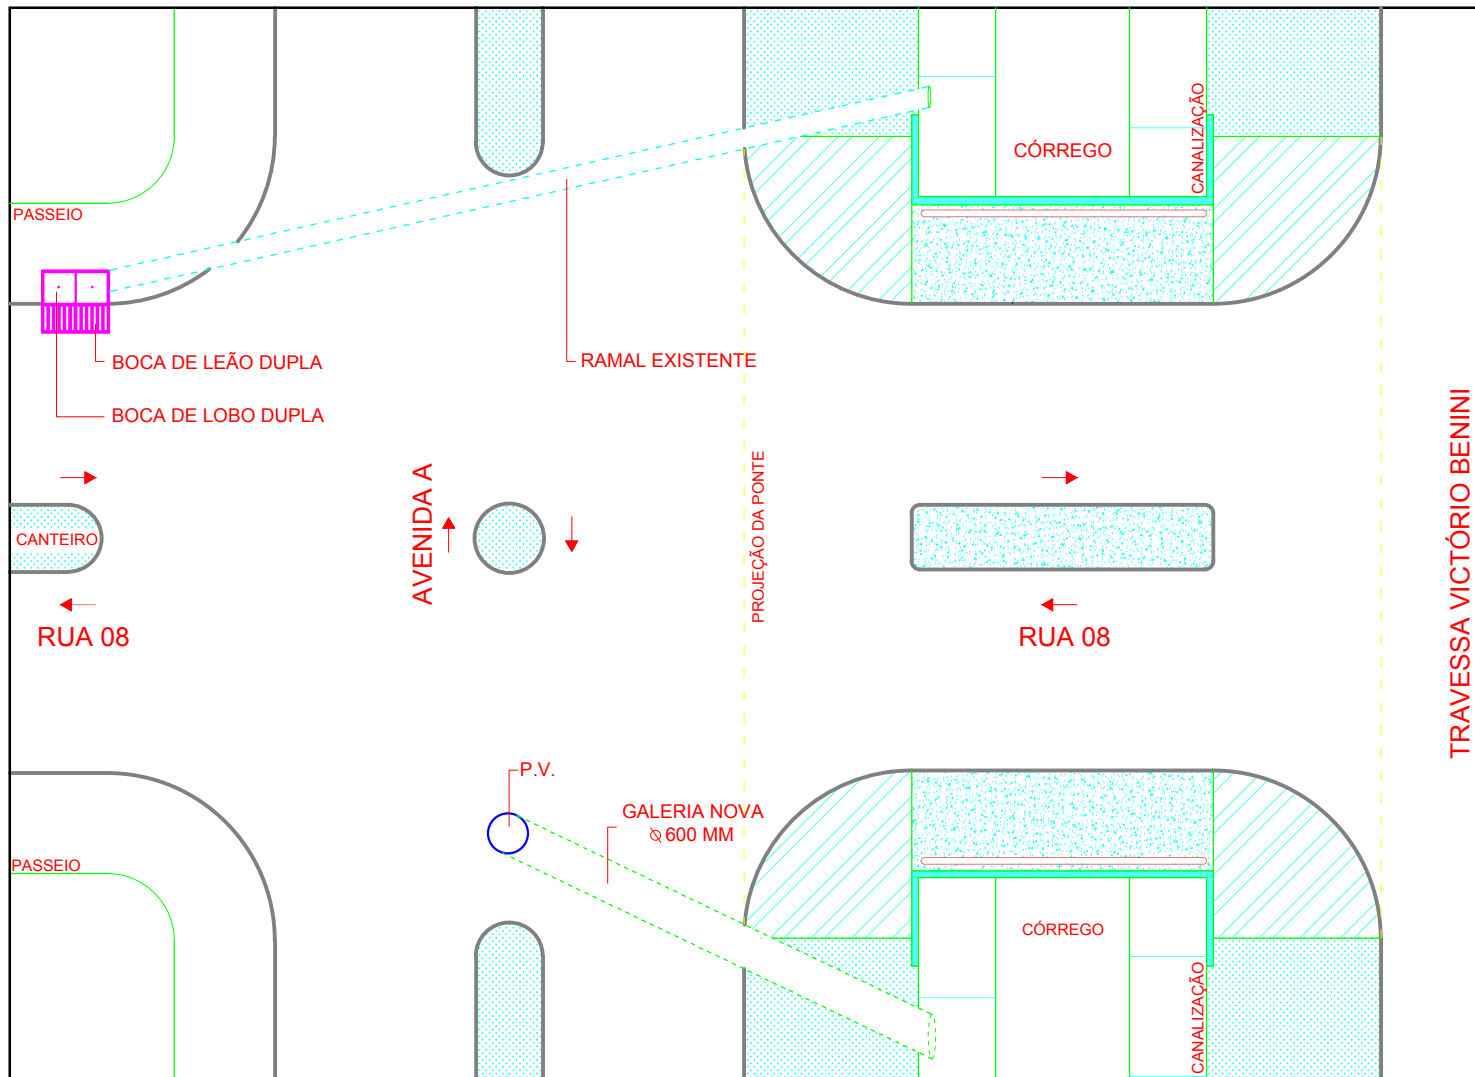 CANALIZAÇÃO
CÓRREGO
PASSEIO
BOCA DE LEÃO DUPLA
RAMAL EXISTENTE
BOCA DE LOBO DUPLA
TRAVESSA VICTÓRIO BENINI
AVENIDA A
PROJEÇÃO DA PONTE
CANTEIRO
RUA 08
RUA 08
P.V.
GALERIA NOVA
⌀ 600 MM
PASSEIO
CÓRREGO
CANALIZAÇÃO